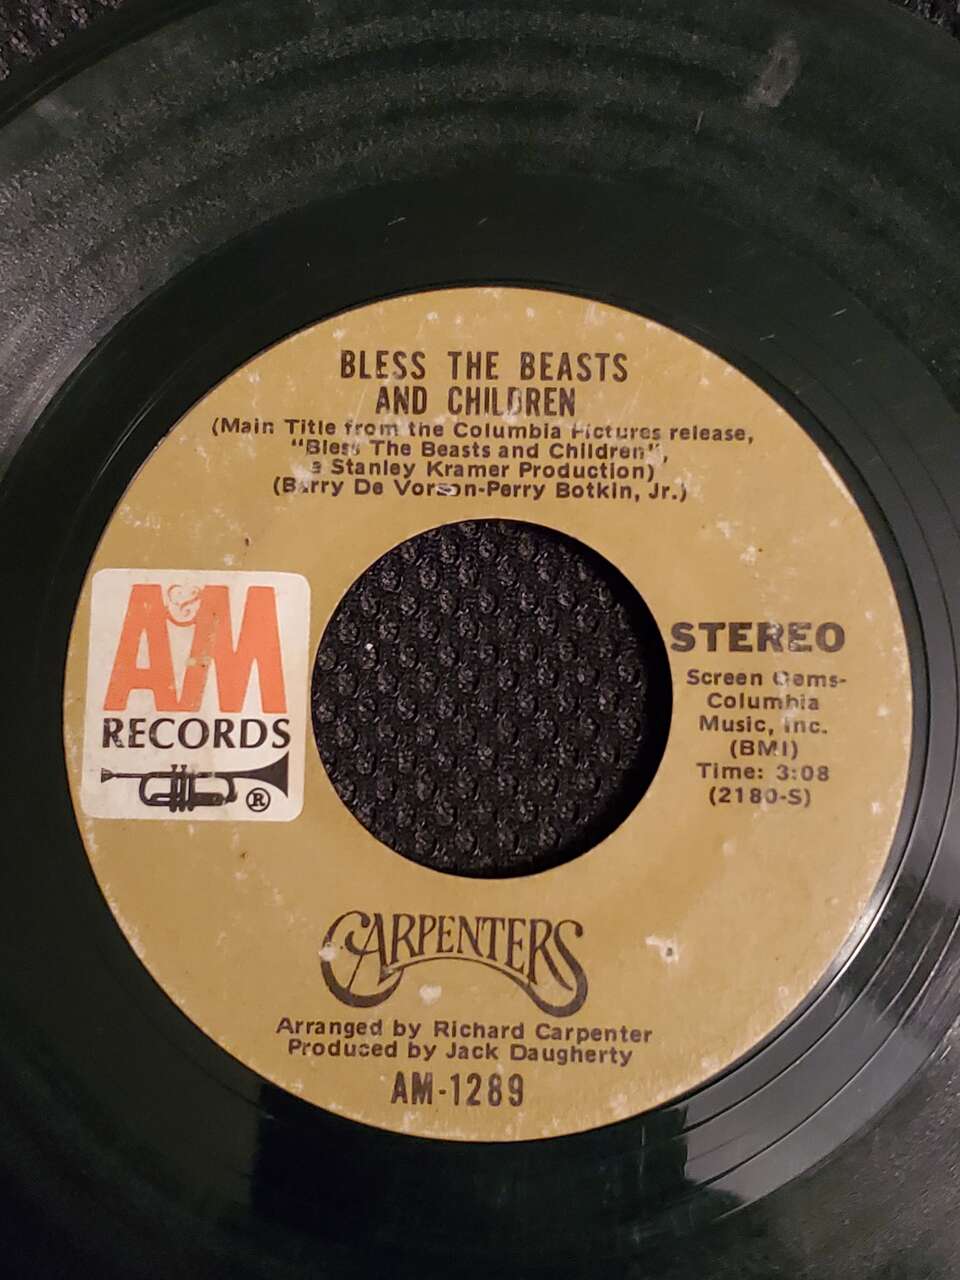 BLESS THE BEASTS
AND CHILDREN
(Main Title from the Columbia Pictures release,
"Bless The Beasts and Children",
a Stanley Kramer Production)
(Barry De Vorzon-Perry Botkin, Jr.)
A&M
RECORDS
®
STEREO
Screen Gems-
Columbia
Music, Inc.
(BMI)
Time: 3:08
(2180-S)
CARPENTERS
Arranged by Richard Carpenter
Produced by Jack Daugherty
AM-1289